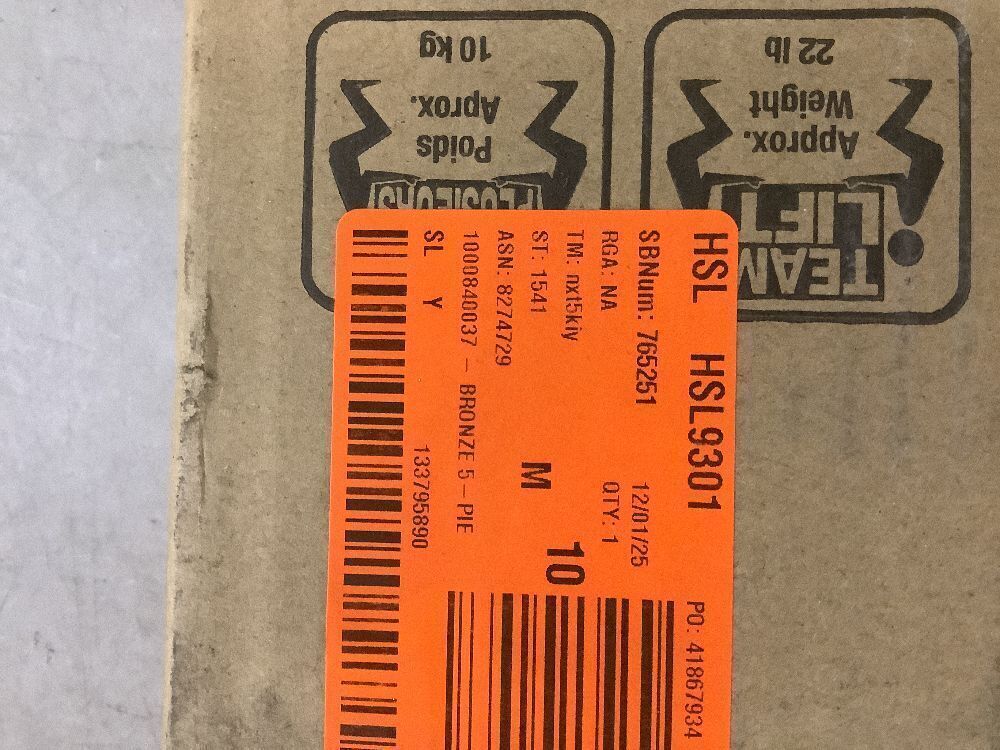 TEAM
LIFT
Approx.
Weight
22 lb
PLUSIEURS
Poids
Aprox.
10 kg
HSL HSL9301 PO: 41867934
SBNum: 765251 12/01/25
RGA: NA QTY: 1
TM: nxt5kiy 10
ST: 1541 M
ASN: 8274729
1000840037 - BRONZE 5-PIE
SL Y 133795890